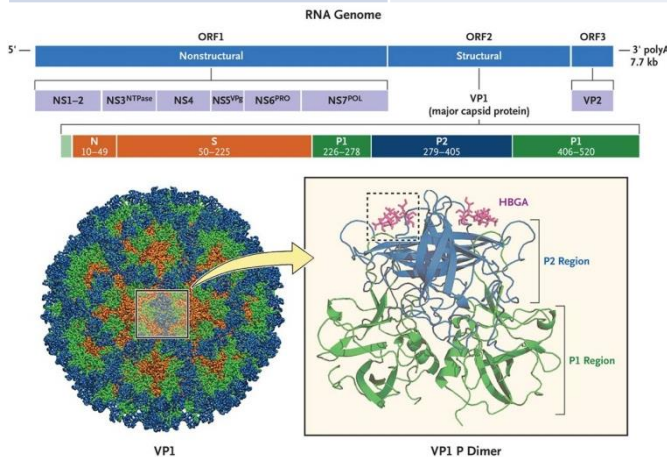 RNA Genome
ORF1 ORF2 ORF3
5' Nonstructural Structural 3' polyA
7.7 kb
NS1–2 NS3NTPase NS4 NS5VPg NS6PRO NS7POL VP1 VP2
(major capsid protein)
N S P1 P2 P1
10–49 50–225 226–278 279–405 406–520
HBGA
P2 Region
P1 Region
VP1 VP1 P Dimer